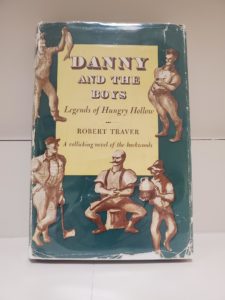 DANNY
AND THE
BOYS
Legends of Hungry Hollow
ROBERT TRAVER
A rollicking novel of the backwoods